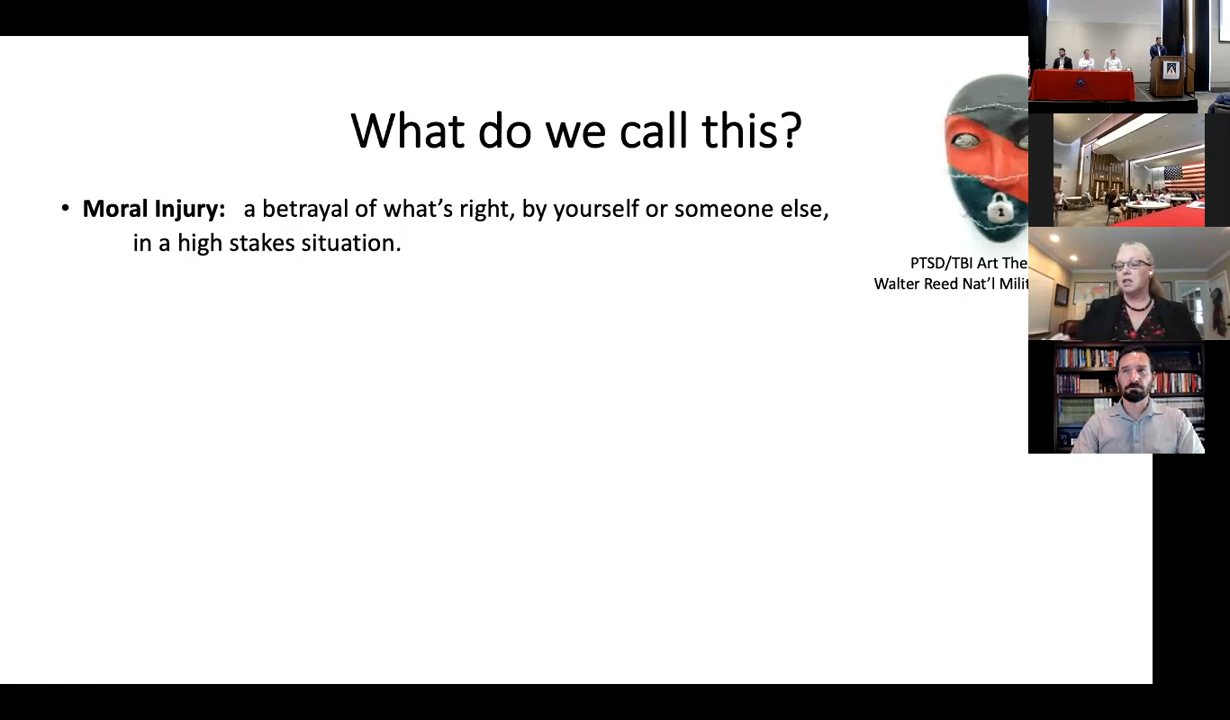 What do we call this?
• Moral Injury: a betrayal of what's right, by yourself or someone else,
in a high stakes situation.
PTSD/TBI Art The
Walter Reed Nat'l Milit